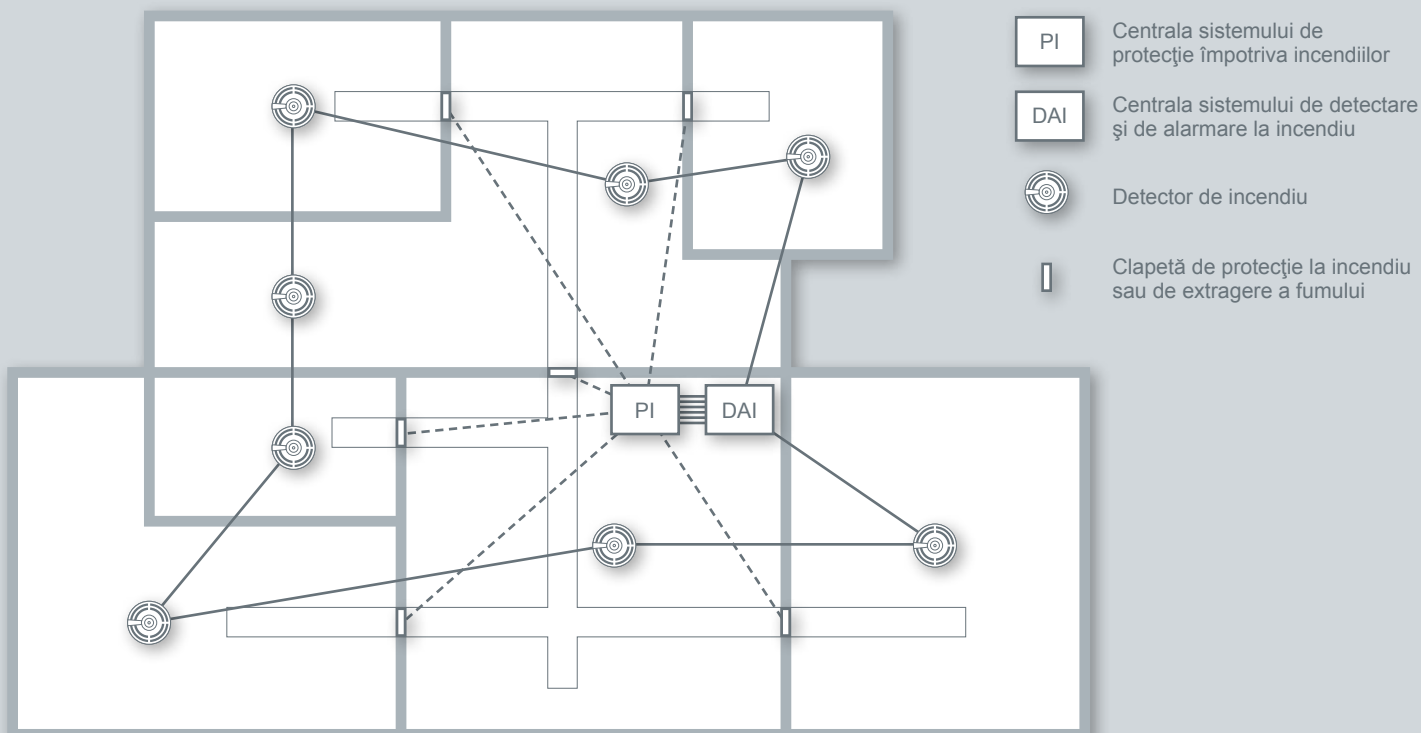 PI
Centrala sistemului de
protecţie împotriva incendiilor
DAI
Centrala sistemului de detectare
şi de alarmare la incendiu
Detector de incendiu
Clapetă de protecţie la incendiu
sau de extragere a fumului
PI
DAI